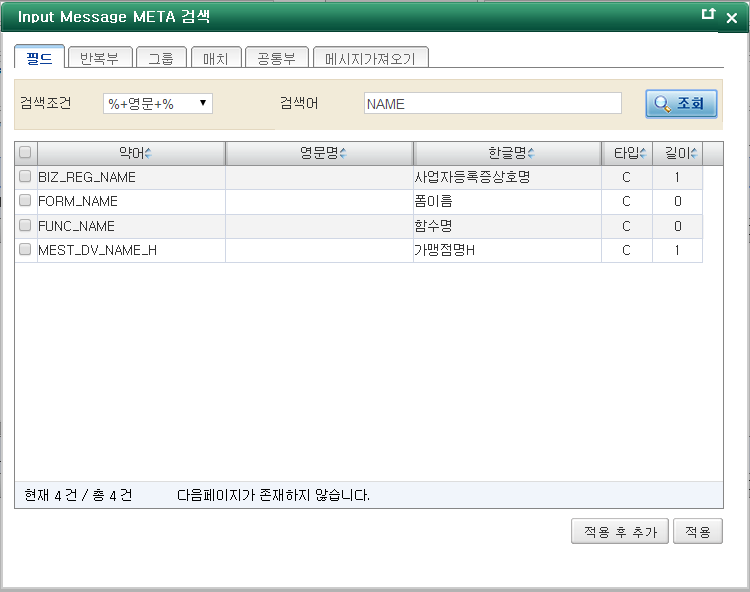 Input Message META 검색
필드 반복부 그룹 매치 공통부 메시지가져오기
검색조건 %+영문+% 검색어 NAME 조회
약어 영문명 한글명 타입 길이
BIZ_REG_NAME 사업자등록증상호명 C 1
FORM_NAME 폼이름 C 0
FUNC_NAME 함수명 C 0
MEST_DV_NAME_H 가맹점명H C 1
현재 4 건 / 총 4 건 다음페이지가 존재하지 않습니다.
적용 후 추가 적용